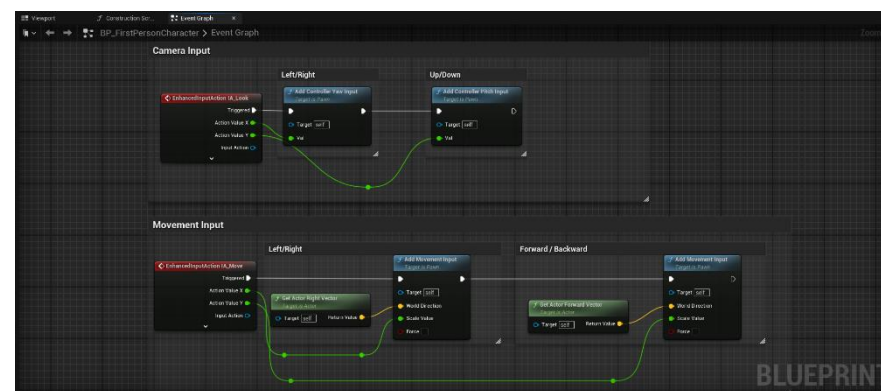 Viewport
Construction Scr...
Event Graph
BP_FirstPersonCharacter > Event Graph
Zoom
Camera Input
Left/Right
Up/Down
EnhancedInputAction IA_Look
Triggered
Action Value X
Action Value Y
Input Action
Add Controller Yaw Input
Target is Pawn
Target self
Val
Add Controller Pitch Input
Target is Pawn
Target self
Val
Movement Input
Left/Right
Forward / Backward
EnhancedInputAction IA_Move
Triggered
Action Value X
Action Value Y
Input Action
Get Actor Right Vector
Target is Actor
Target self Return Value
Add Movement Input
Target is Pawn
Target self
World Direction
Scale Value
Force
Get Actor Forward Vector
Target is Actor
Target self Return Value
Add Movement Input
Target is Pawn
Target self
World Direction
Scale Value
Force
BLUEPRINT